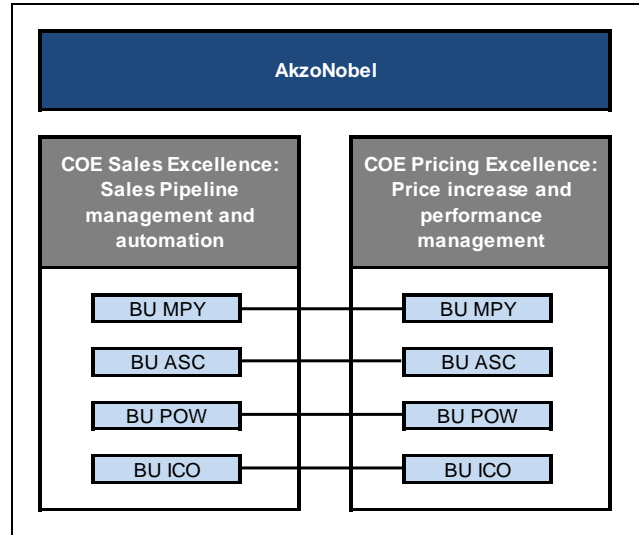 AkzoNobel
COE Sales Excellence:
Sales Pipeline
management and
automation
COE Pricing Excellence:
Price increase and
performance
management
BU MPY
BU MPY
BU ASC
BU ASC
BU POW
BU POW
BU ICO
BU ICO